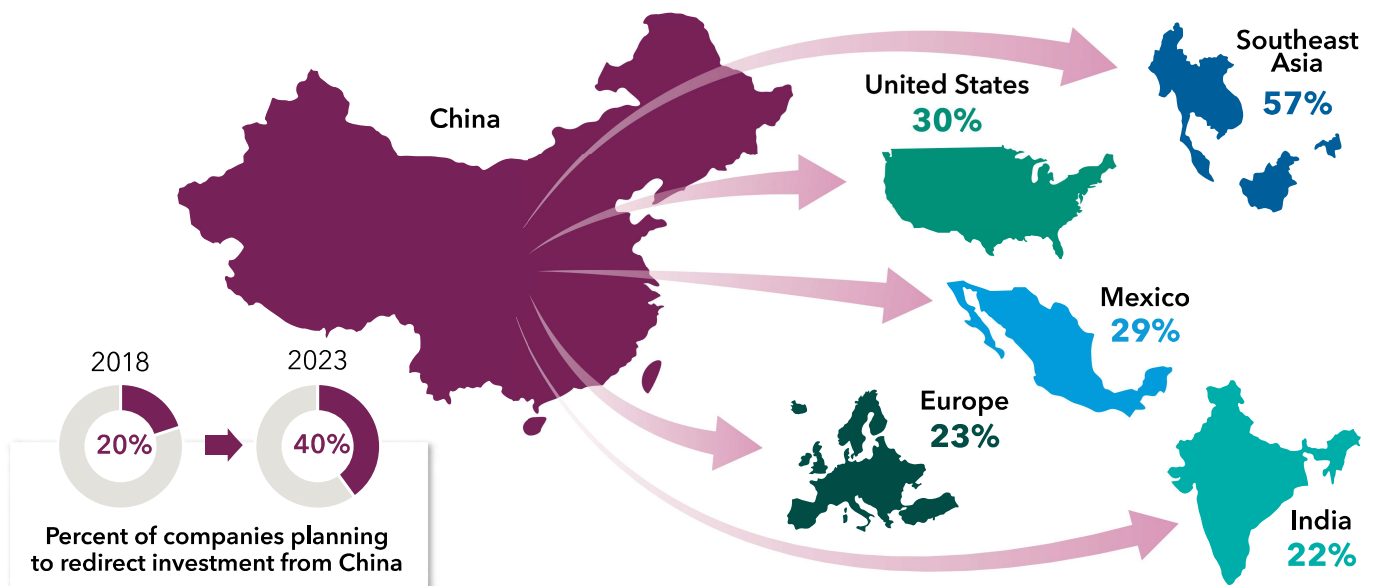 China
Southeast
Asia
57%
United States
30%
Mexico
29%
Europe
23%
India
22%
2018
2023
20%
40%
Percent of companies planning
to redirect investment from China